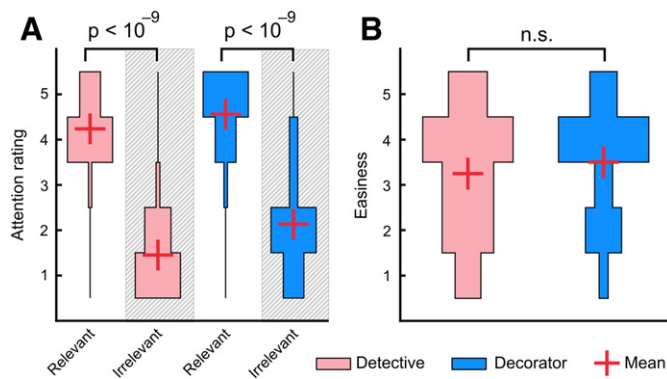 A
p < 10⁻⁹
p < 10⁻⁹
Attention rating
5
4
3
2
1
Relevant
Irrelevant
Relevant
Irrelevant
B
n.s.
Easiness
5
4
3
2
1
Detective
Decorator
Mean